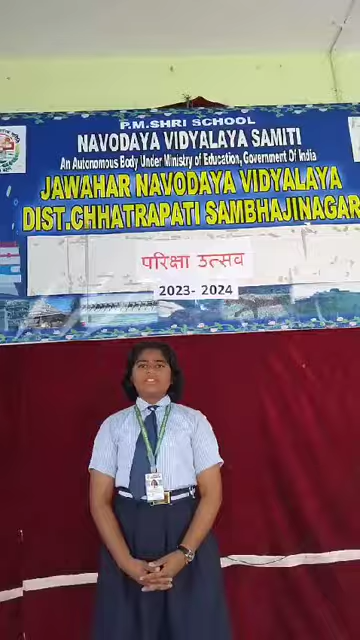 P.M.SHRI SCHOOL
NAVODAYA VIDYALAYA SAMITI
An Autonomous Body Under Ministry of Education, Government Of India
JAWAHAR NAVODAYA VIDYALAYA
DIST.CHHATRAPATI SAMBHAJINAGAR
परिक्षा उत्सव
2023- 2024